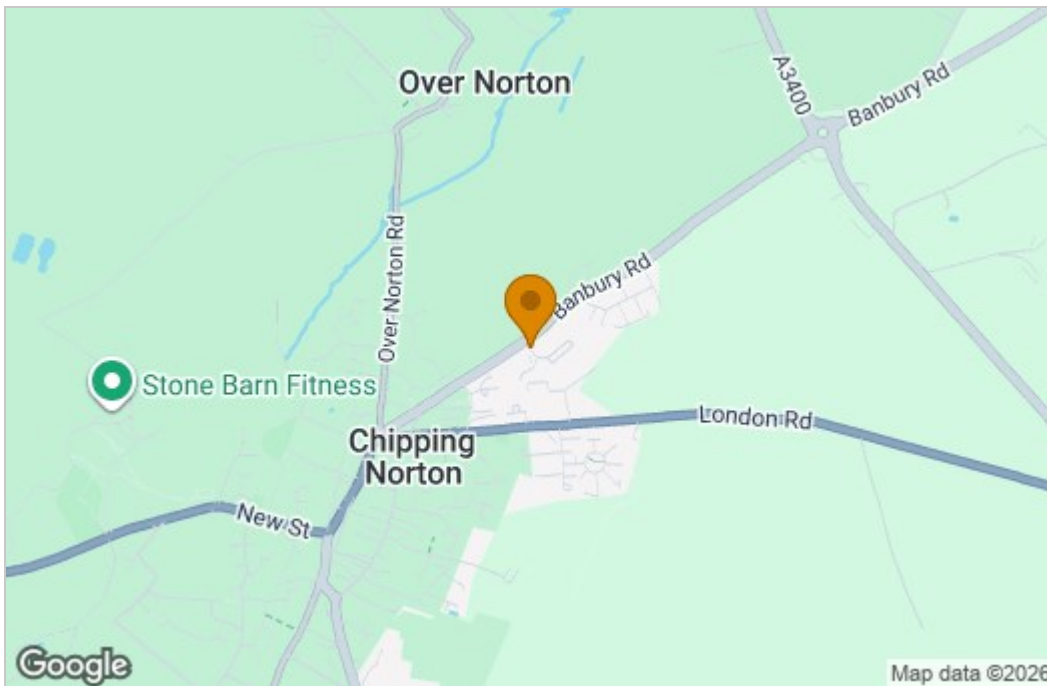 Over Norton
A3400
Banbury Rd
Over Norton Rd
Banbury Rd
Stone Barn Fitness
Chipping
Norton
London Rd
New St
Google
Map data ©2026